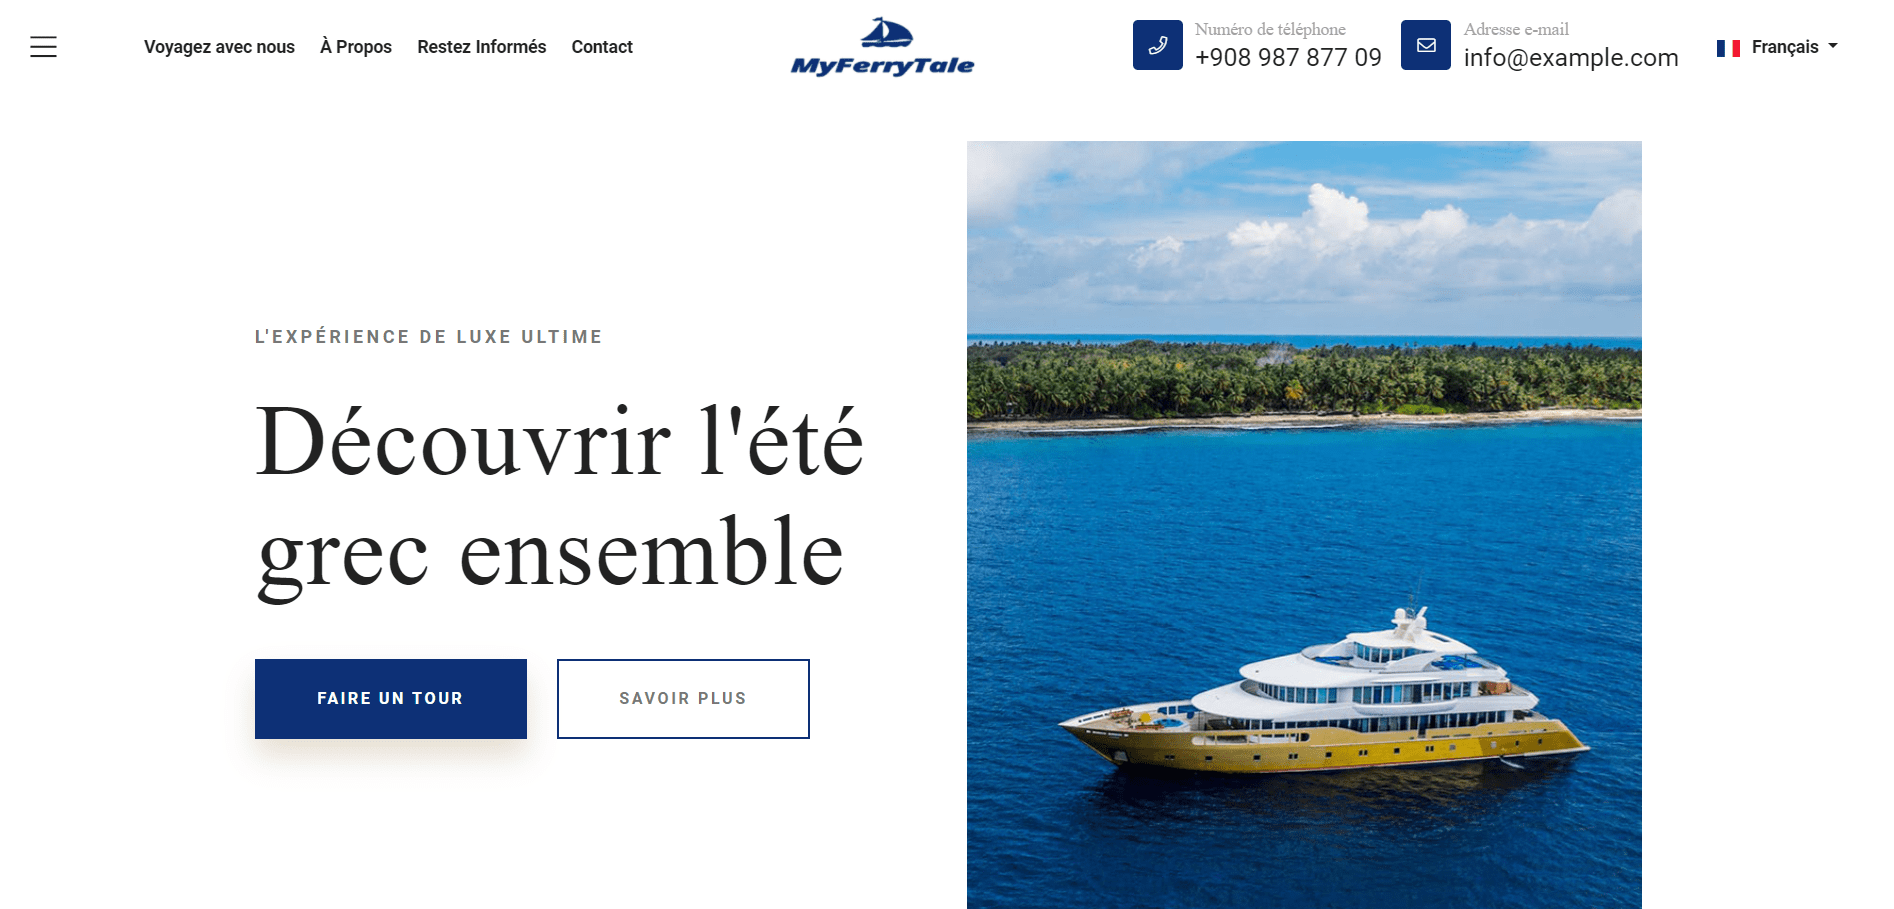 Voyagez avec nous
À Propos
Restez Informés
Contact
MyFerryTale
Numéro de téléphone
+908 987 877 09
Adresse e-mail
info@example.com
Français
L'EXPÉRIENCE DE LUXE ULTIME
Découvrir l'été
grec ensemble
FAIRE UN TOUR
SAVOIR PLUS